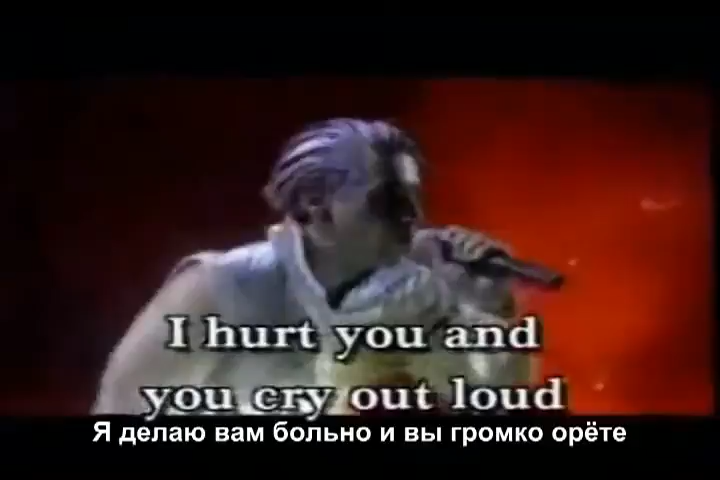 I hurt you and
you cry out loud
Я делаю вам больно и вы громко орёте